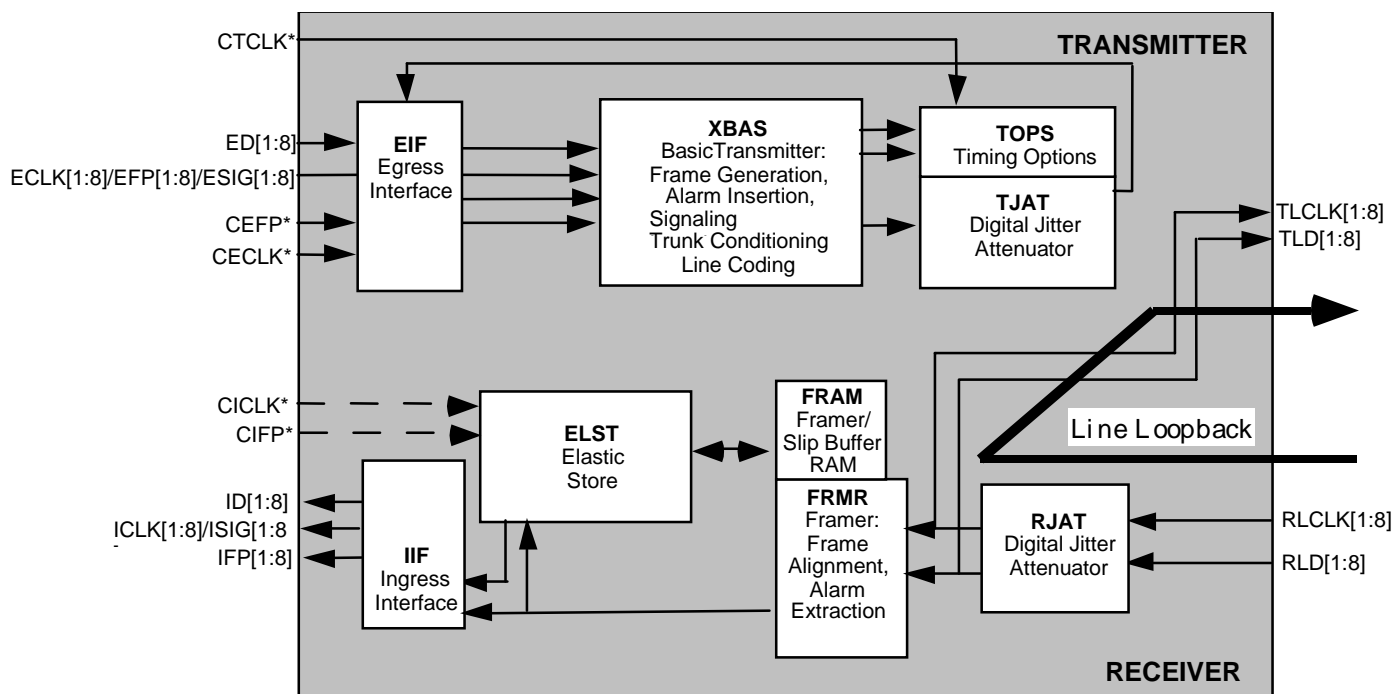 CTCLK*
TRANSMITTER
ED[1:8]
ECLK[1:8]/EFP[1:8]/ESIG[1:8]
CEFP*
CECLK*
EIF
Egress
Interface
XBAS
BasicTransmitter:
Frame Generation,
Alarm Insertion,
Signaling
Trunk Conditioning
Line Coding
TOPS
Timing Options
TJAT
Digital Jitter
Attenuator
TLCLK[1:8]
TLD[1:8]
CICLK*
CIFP*
ELST
Elastic
Store
FRAM
Framer/
Slip Buffer
RAM
Line Loopback
ID[1:8]
ICLK[1:8]/ISIG[1:8
IFP[1:8]
IIF
Ingress
Interface
FRMR
Framer:
Frame
Alignment,
Alarm
Extraction
RJAT
Digital Jitter
Attenuator
RLCLK[1:8]
RLD[1:8]
RECEIVER